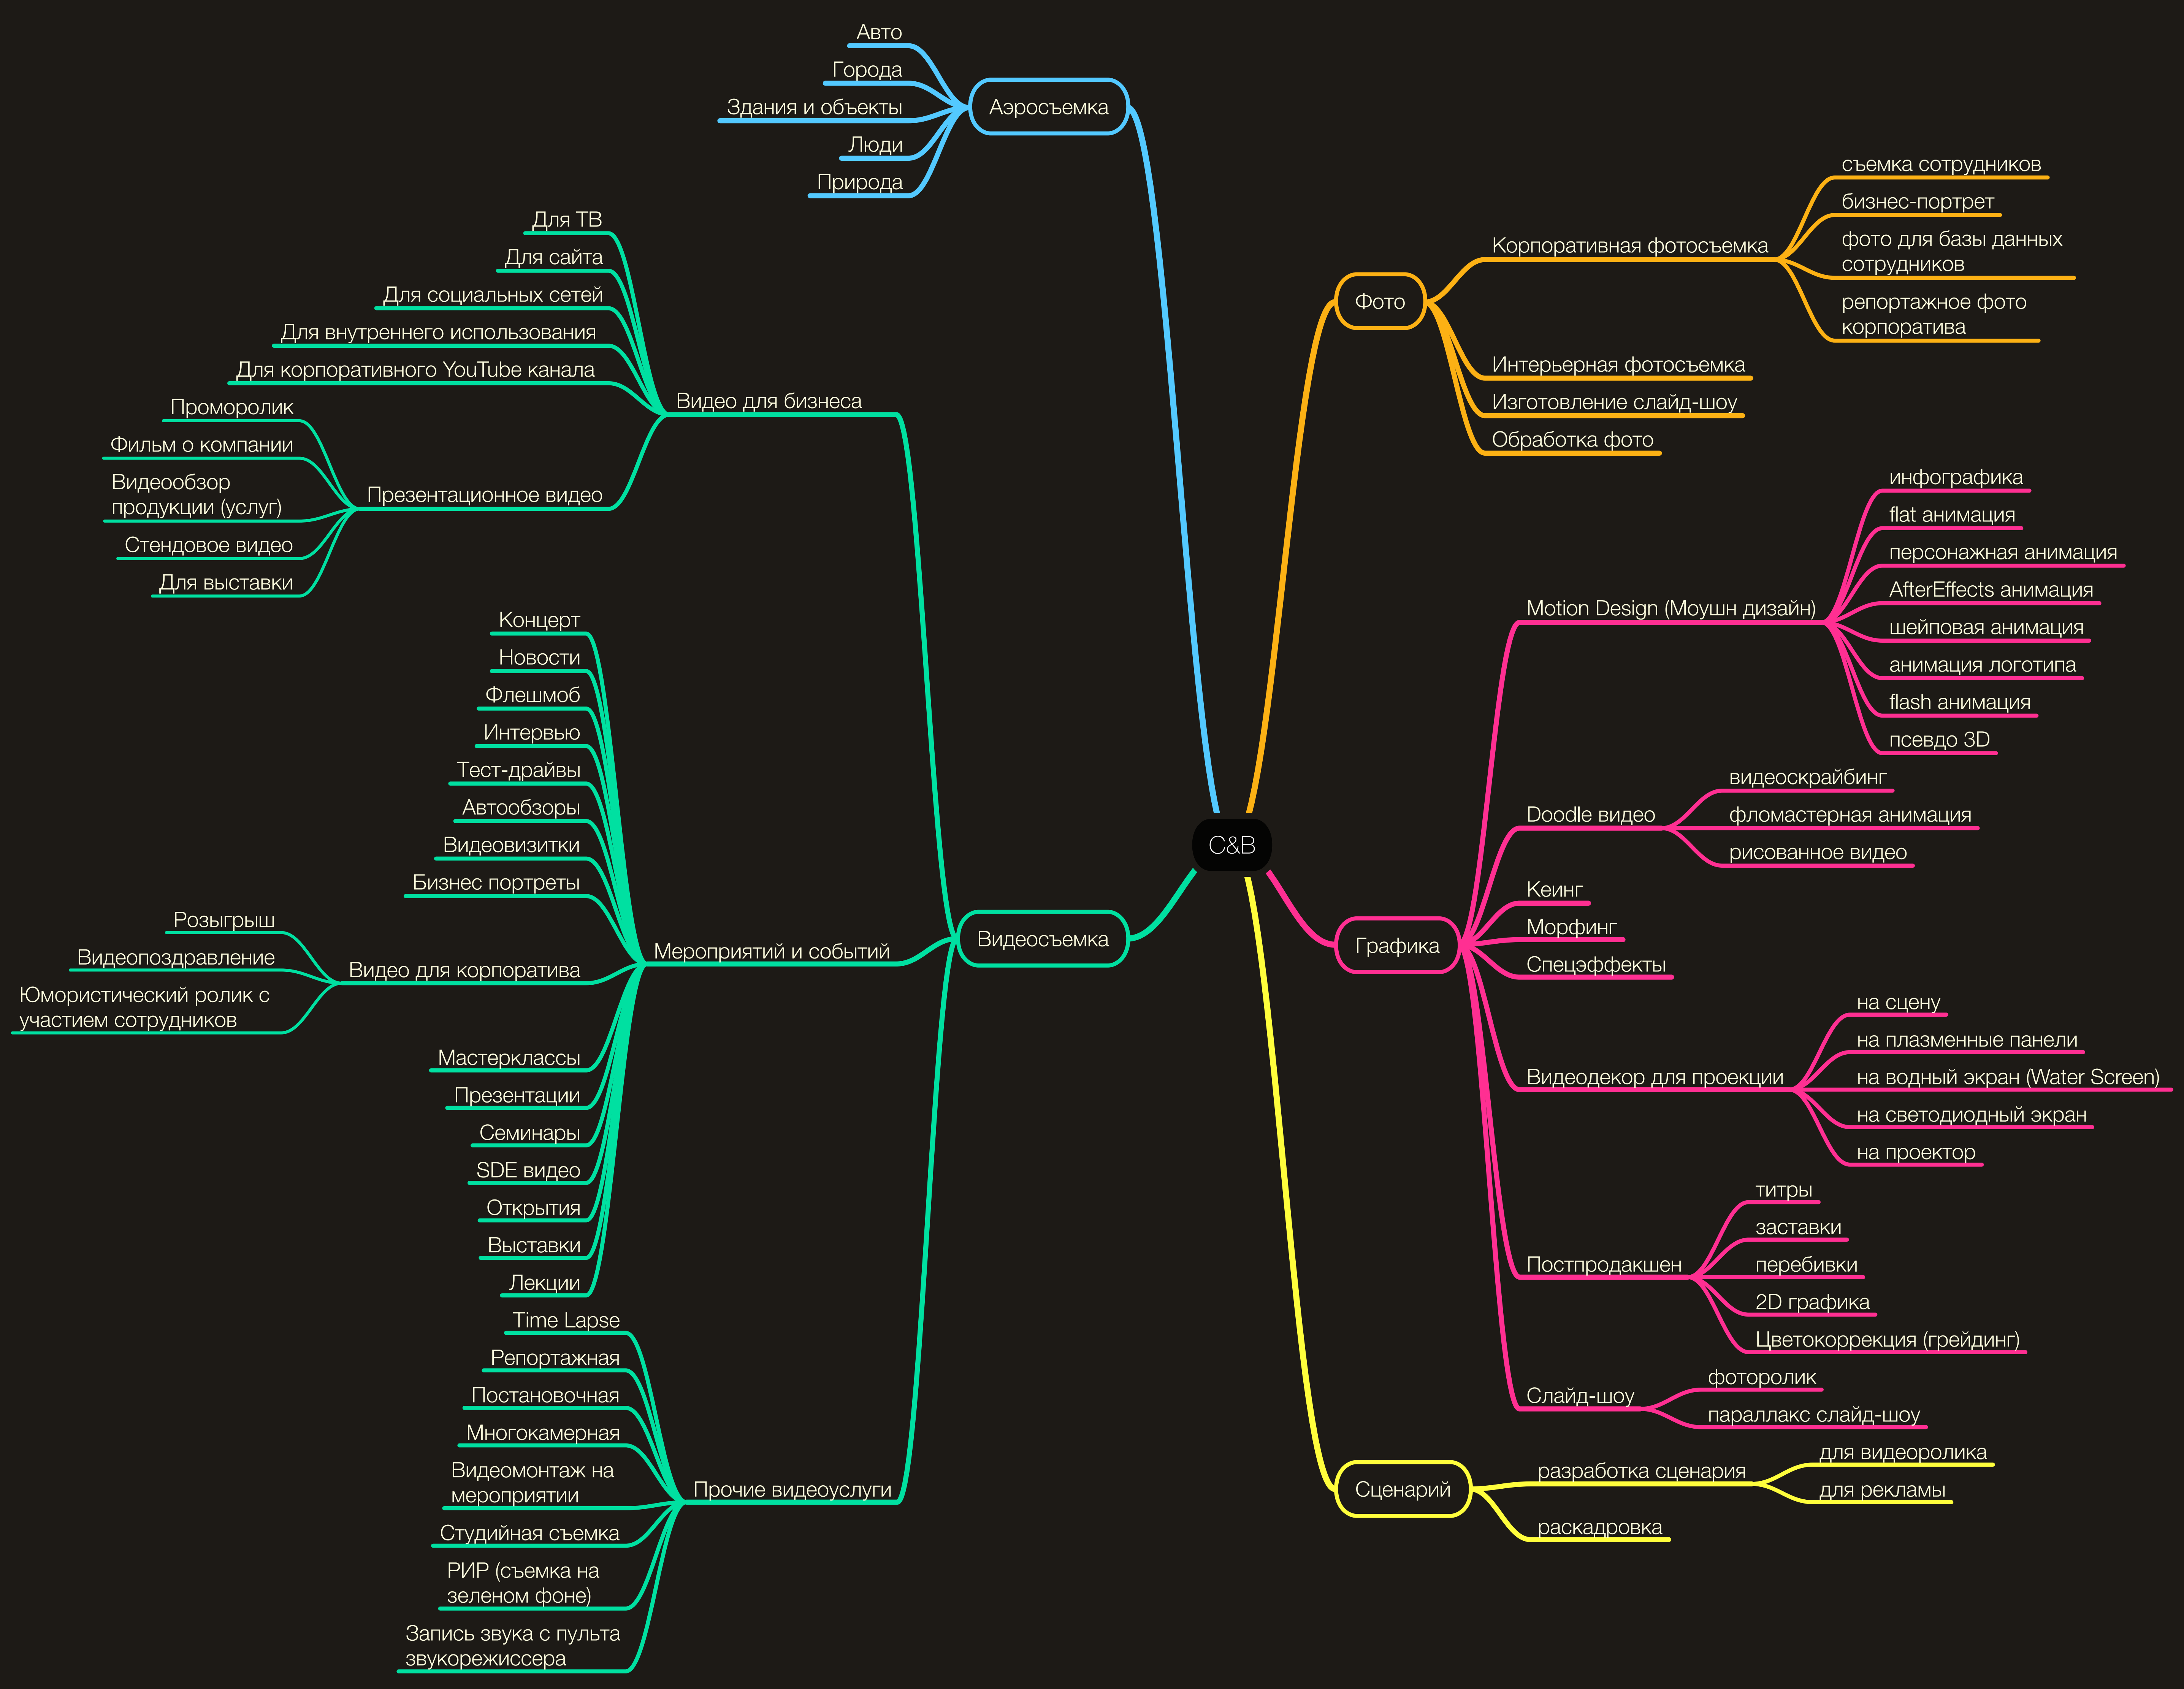 C&B
Аэросъемка
Авто
Города
Здания и объекты
Люди
Природа
Видеосъемка
Видео для бизнеса
Для ТВ
Для сайта
Для социальных сетей
Для внутреннего использования
Для корпоративного YouTube канала
Презентационное видео
Проморолик
Фильм о компании
Видеообзор
продукции (услуг)
Стендовое видео
Для выставки
Мероприятий и событий
Концерт
Новости
Флешмоб
Интервью
Тест-драйвы
Автообзоры
Видеовизитки
Бизнес портреты
Видео для корпоратива
Розыгрыш
Видеопоздравление
Юмористический ролик с
участием сотрудников
Мастерклассы
Презентации
Семинары
SDE видео
Открытия
Выставки
Лекции
Прочие видеоуслуги
Time Lapse
Репортажная
Постановочная
Многокамерная
Видеомонтаж на
мероприятии
Студийная съемка
РИР (съемка на
зеленом фоне)
Запись звука с пульта
звукорежиссера
Фото
Корпоративная фотосъемка
съемка сотрудников
бизнес-портрет
фото для базы данных
сотрудников
репортажное фото
корпоратива
Интерьерная фотосъемка
Изготовление слайд-шоу
Обработка фото
Графика
Motion Design (Моушн дизайн)
инфографика
flat анимация
персонажная анимация
AfterEffects анимация
шейповая анимация
анимация логотипа
flash анимация
псевдо 3D
Doodle видео
видеоскрайбинг
фломастерная анимация
рисованное видео
Кеинг
Морфинг
Спецэффекты
Видеодекор для проекции
на сцену
на плазменные панели
на водный экран (Water Screen)
на светодиодный экран
на проектор
Постпродакшен
титры
заставки
перебивки
2D графика
Цветокоррекция (грейдинг)
Слайд-шоу
фоторолик
параллакс слайд-шоу
Сценарий
разработка сценария
для видеоролика
для рекламы
раскадровка